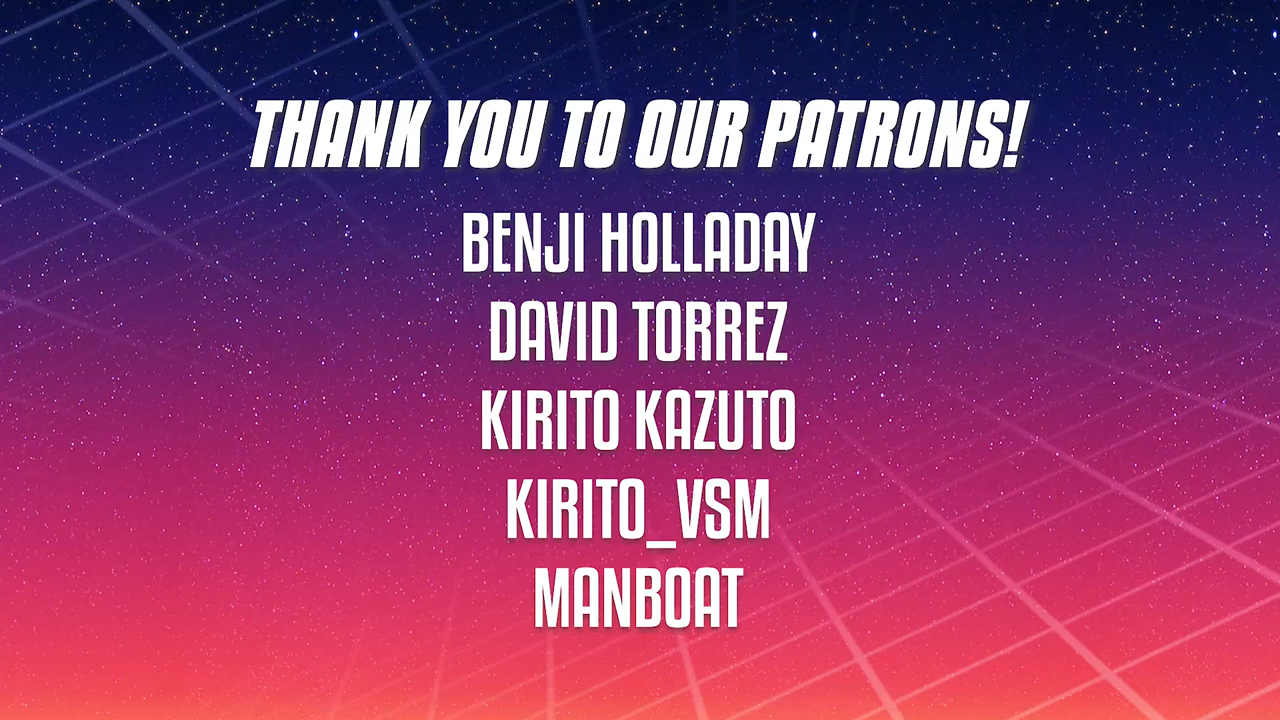 THANK YOU TO OUR PATRONS!
BENJI HOLLADAY
DAVID TORREZ
KIRITO KAZUTO
KIRITO_VSM
MANBOAT